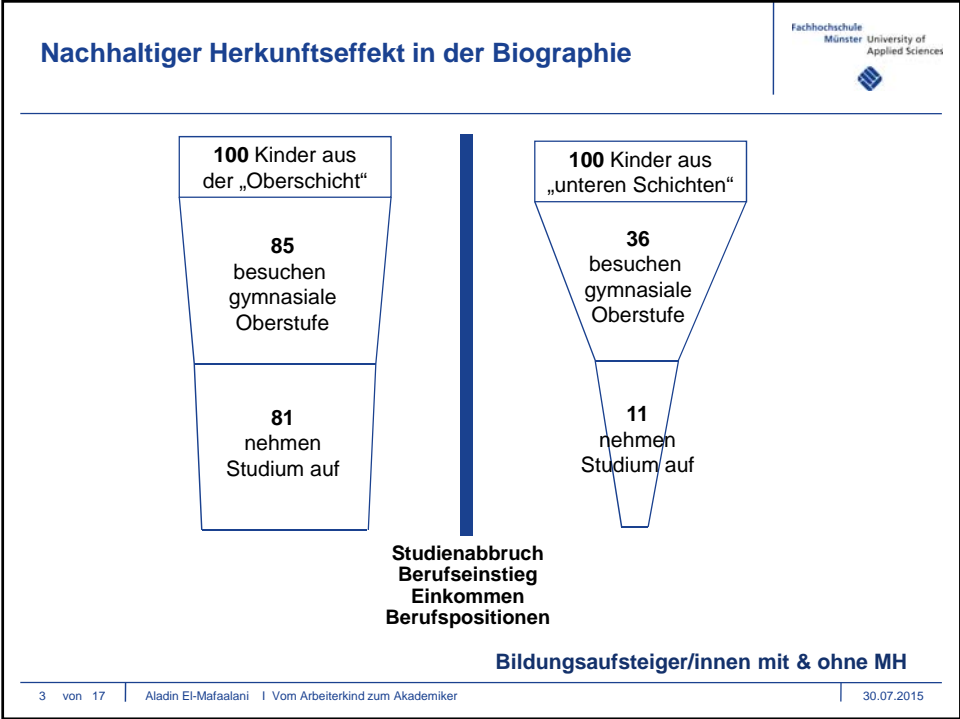 Nachhaltiger Herkunftseffekt in der Biographie
Fachhochschule
Münster University of
Applied Sciences
100 Kinder aus
der „Oberschicht“
85
besuchen
gymnasiale
Oberstufe
81
nehmen
Studium auf
100 Kinder aus
„unteren Schichten“
36
besuchen
gymnasiale
Oberstufe
11
nehmen
Studium auf
Studienabbruch
Berufseinstieg
Einkommen
Berufspositionen
Bildungsaufsteiger/innen mit & ohne MH
3 von 17 Aladin El-Mafaalani I Vom Arbeiterkind zum Akademiker 30.07.2015